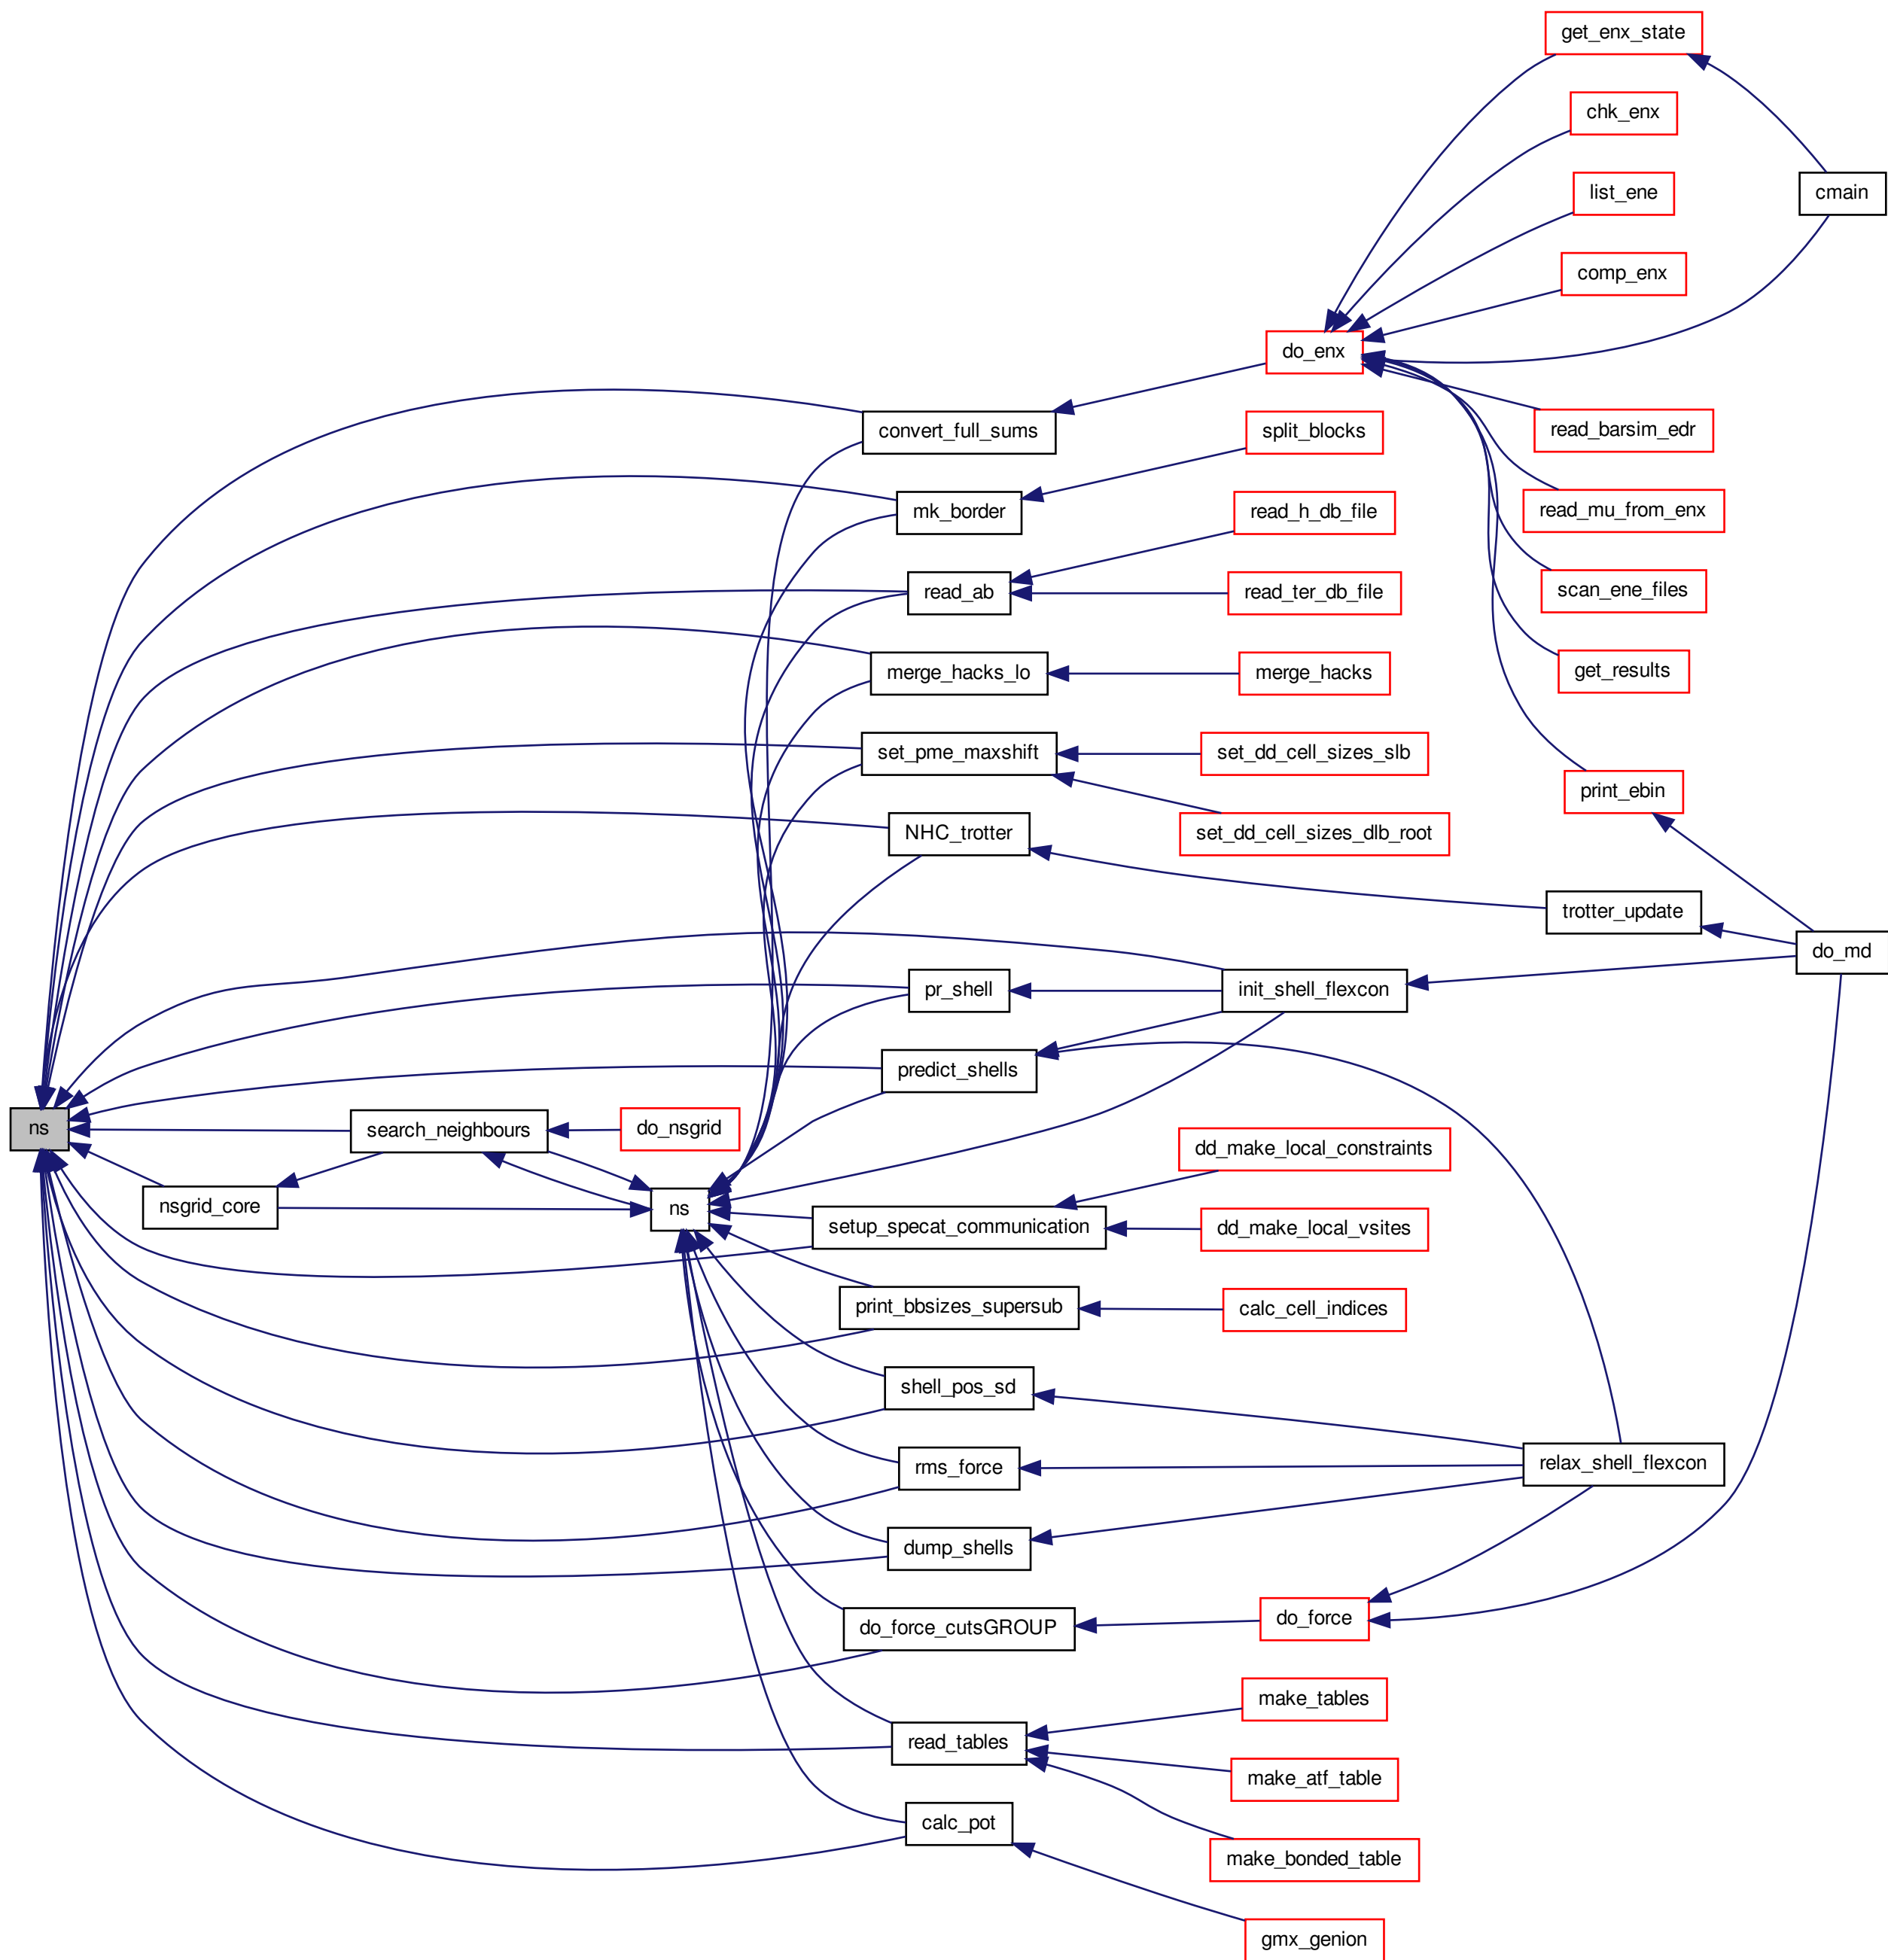 get_enx_state
chk_enx
list_ene
cmain
comp_enx
do_enx
convert_full_sums
split_blocks
read_barsim_edr
mk_border
read_h_db_file
read_mu_from_enx
read_ab
read_ter_db_file
scan_ene_files
merge_hacks_lo
merge_hacks
get_results
set_pme_maxshift
set_dd_cell_sizes_slb
print_ebin
NHC_trotter
set_dd_cell_sizes_dlb_root
trotter_update
do_md
pr_shell
init_shell_flexcon
predict_shells
ns
search_neighbours
do_nsgrid
dd_make_local_constraints
nsgrid_core
ns
setup_specat_communication
dd_make_local_vsites
print_bbsizes_supersub
calc_cell_indices
shell_pos_sd
rms_force
relax_shell_flexcon
dump_shells
do_force_cutsGROUP
do_force
make_tables
read_tables
make_atf_table
calc_pot
make_bonded_table
gmx_genion